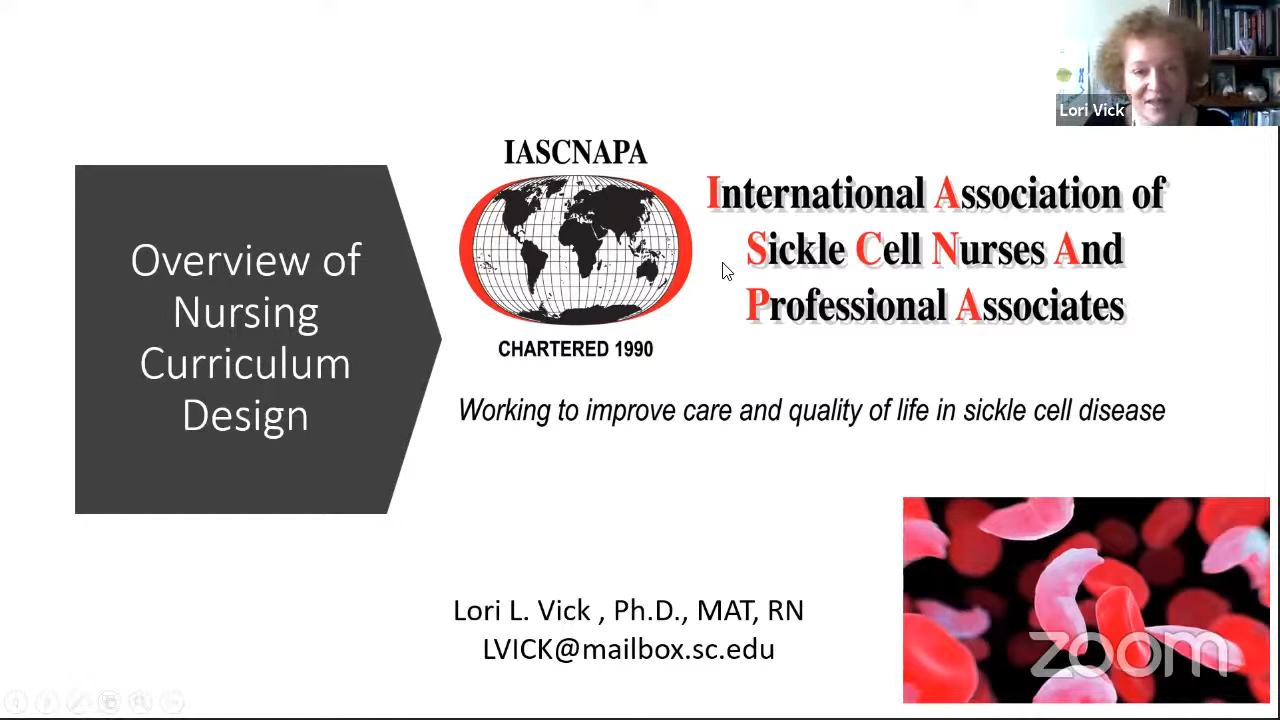 Lori Vick
Overview of
Nursing
Curriculum
Design
IASCNAPA
CHARTERED 1990
International Association of
Sickle Cell Nurses And
Professional Associates
Working to improve care and quality of life in sickle cell disease
Lori L. Vick , Ph.D., MAT, RN
LVICK@mailbox.sc.edu
zoom